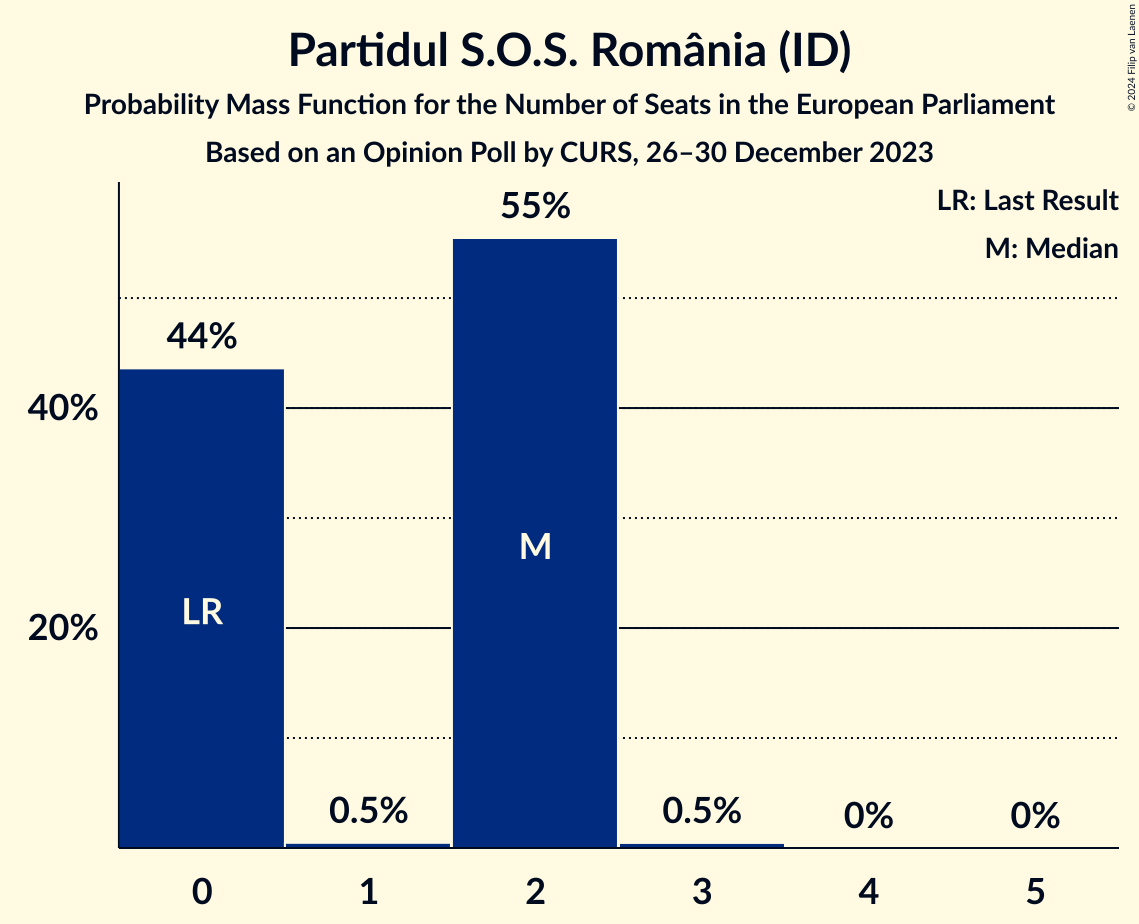 Partidul S.O.S. România (ID)
Probability Mass Function for the Number of Seats in the European Parliament
Based on an Opinion Poll by CURS, 26–30 December 2023
© 2024 Filip van Laenen
LR: Last Result
M: Median
55%
44%
40%
M
LR
20%
0.5%
0.5%
0%
0%
0 1 2 3 4 5